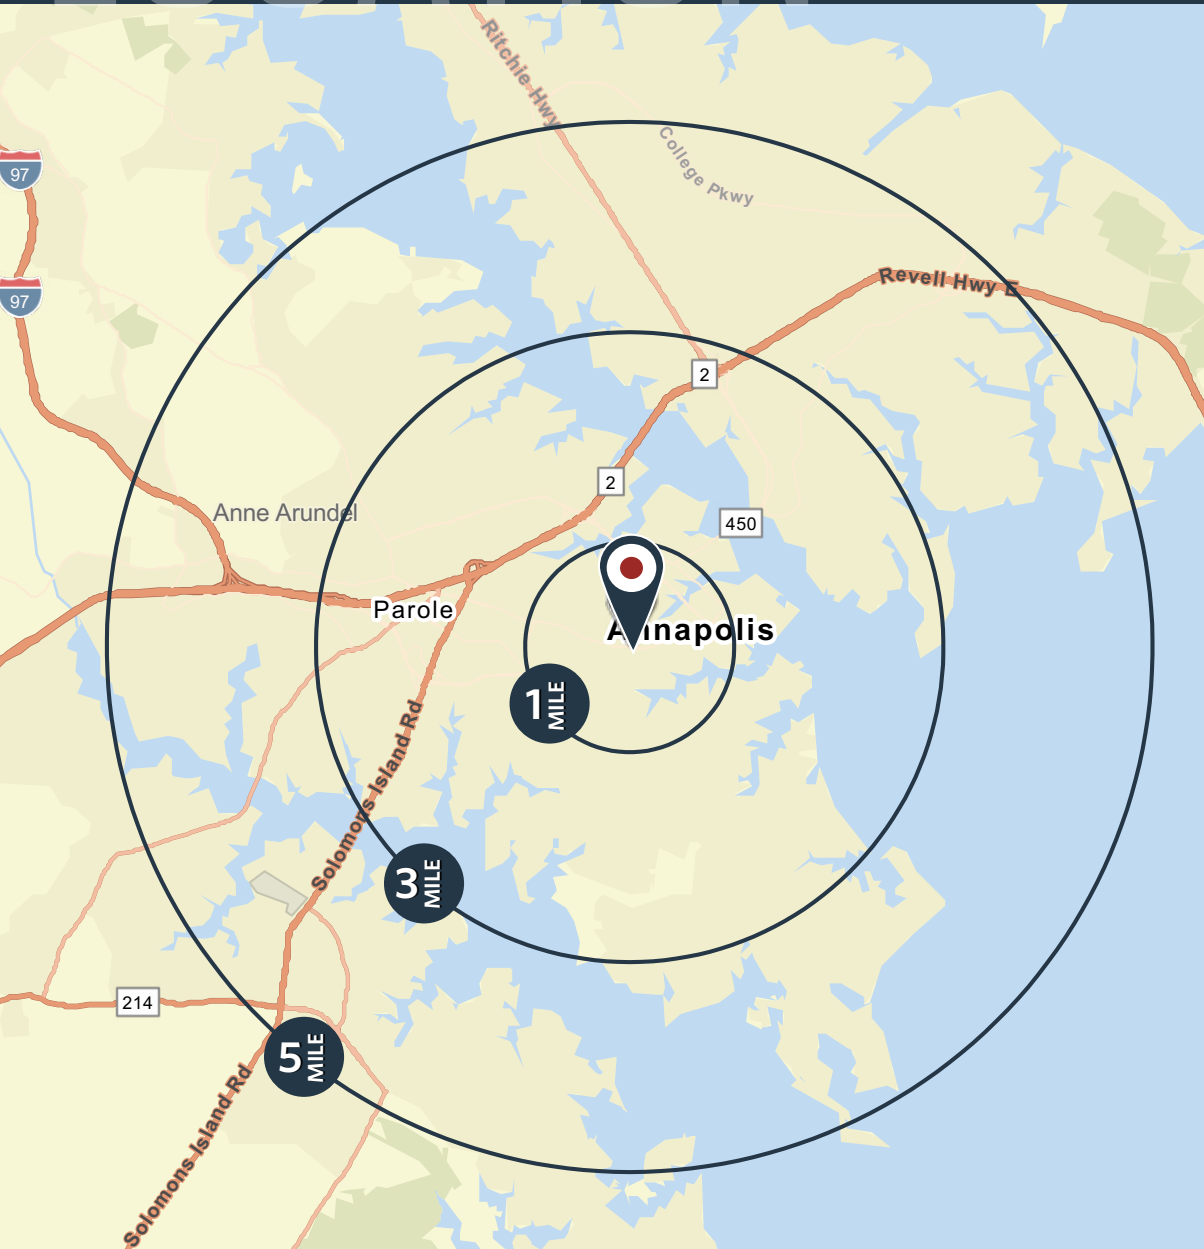 Ritchie Hwy
College Pkwy
97
Revell Hwy E
97
2
2
Anne Arundel
450
Parole
Annapolis
1 MILE
Solomons Island Rd
3 MILE
214
5 MILE
Solomons Island Rd